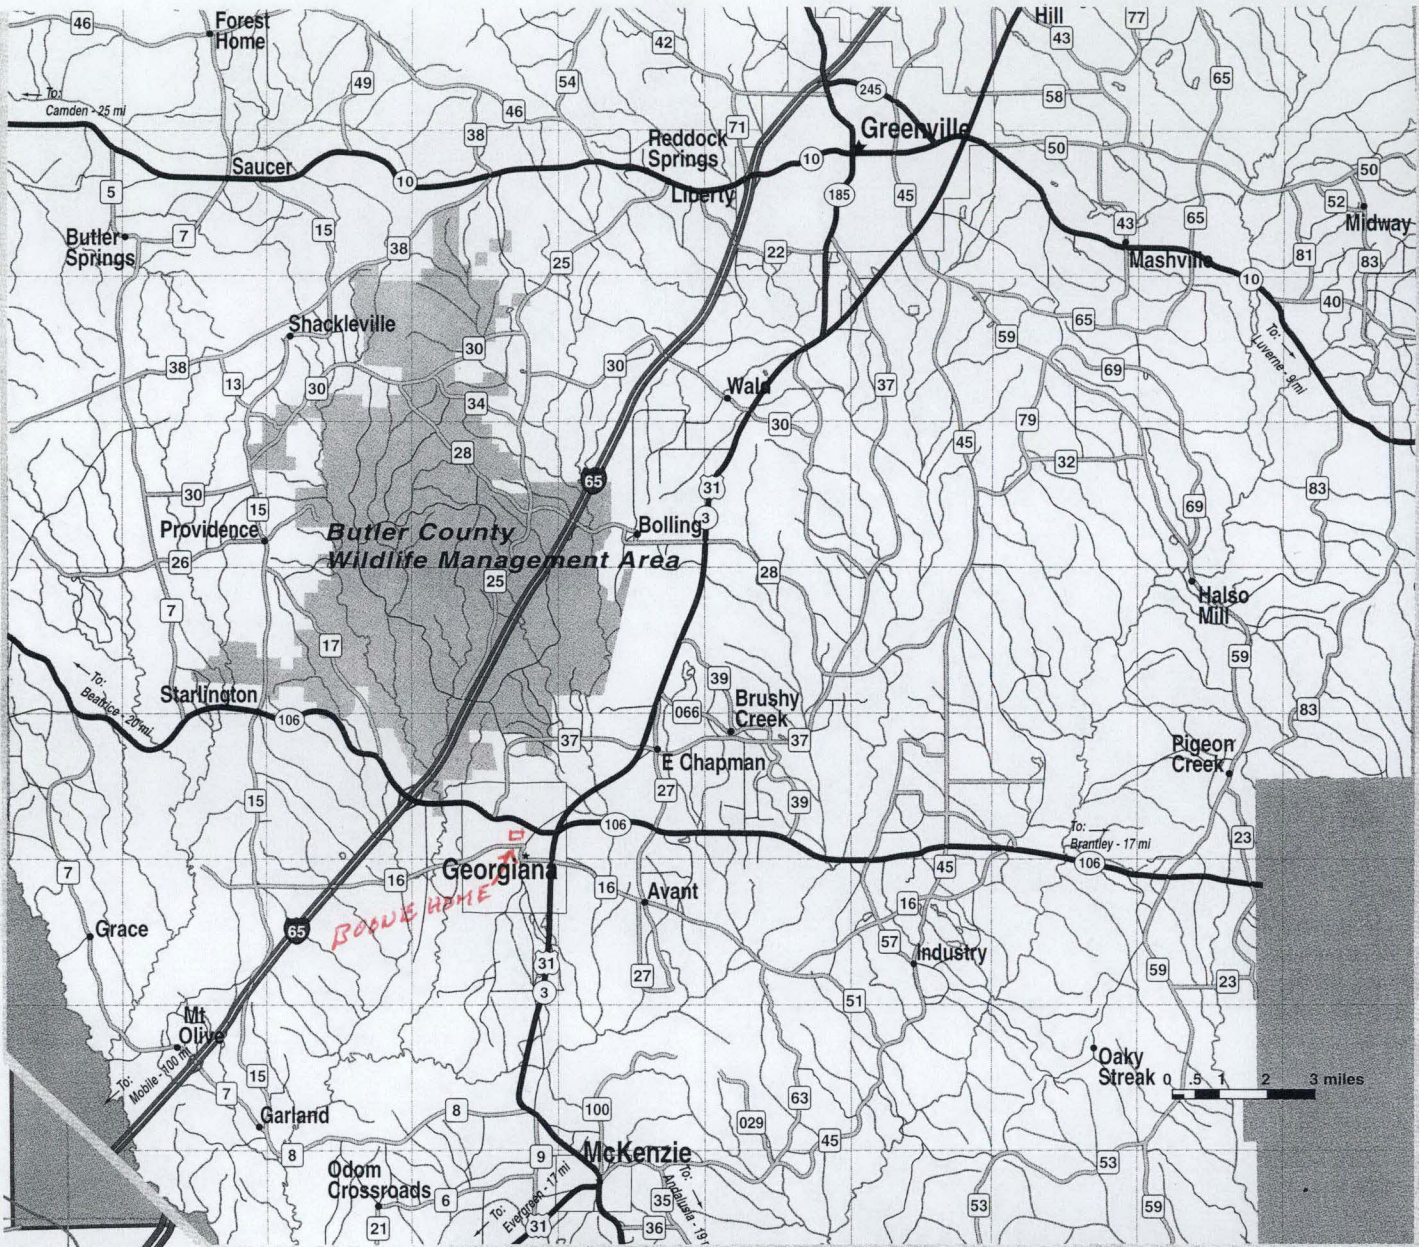 46
Forest
Home
42
Hill
77
43
49
54
65
To:
Camden - 25 mi
46
245
58
38
71
Reddock
Springs
Greenville
50
Saucer
10
10
50
5
Liberty
185
45
52
Midway
15
43
65
Butler
Springs
7
38
25
22
Mashville
81
83
10
40
Shackleville
65
To:
Luverne - 9 mi
59
30
38
13
30
30
Wald
37
69
34
30
79
28
45
32
65
31
83
30
15
69
3
Providence
Butler County
Wildlife Management Area
Bolling
26
25
28
Halso
Mill
7
17
59
To:
Beatrice - 20 mi
Starlington
39
Brushy
Creek
106
066
83
37
37
Pigeon
Creek
E Chapman
15
27
39
106
To:
Brantley - 17 mi
23
106
7
16
Georgiana
45
16
Avant
BOONE HOME
16
Grace
65
57
Industry
31
27
59
23
3
51
Mt
Olive
Oaky
Streak
To:
Mobile - 100 mi
15
0 .5 1 2 3 miles
7
8
100
63
Garland
029
45
8
9
McKenzie
53
Odom
Crossroads
6
To:
Evergreen - 17 mi
35
To:
Andalusia - 19
21
31
36
53
59